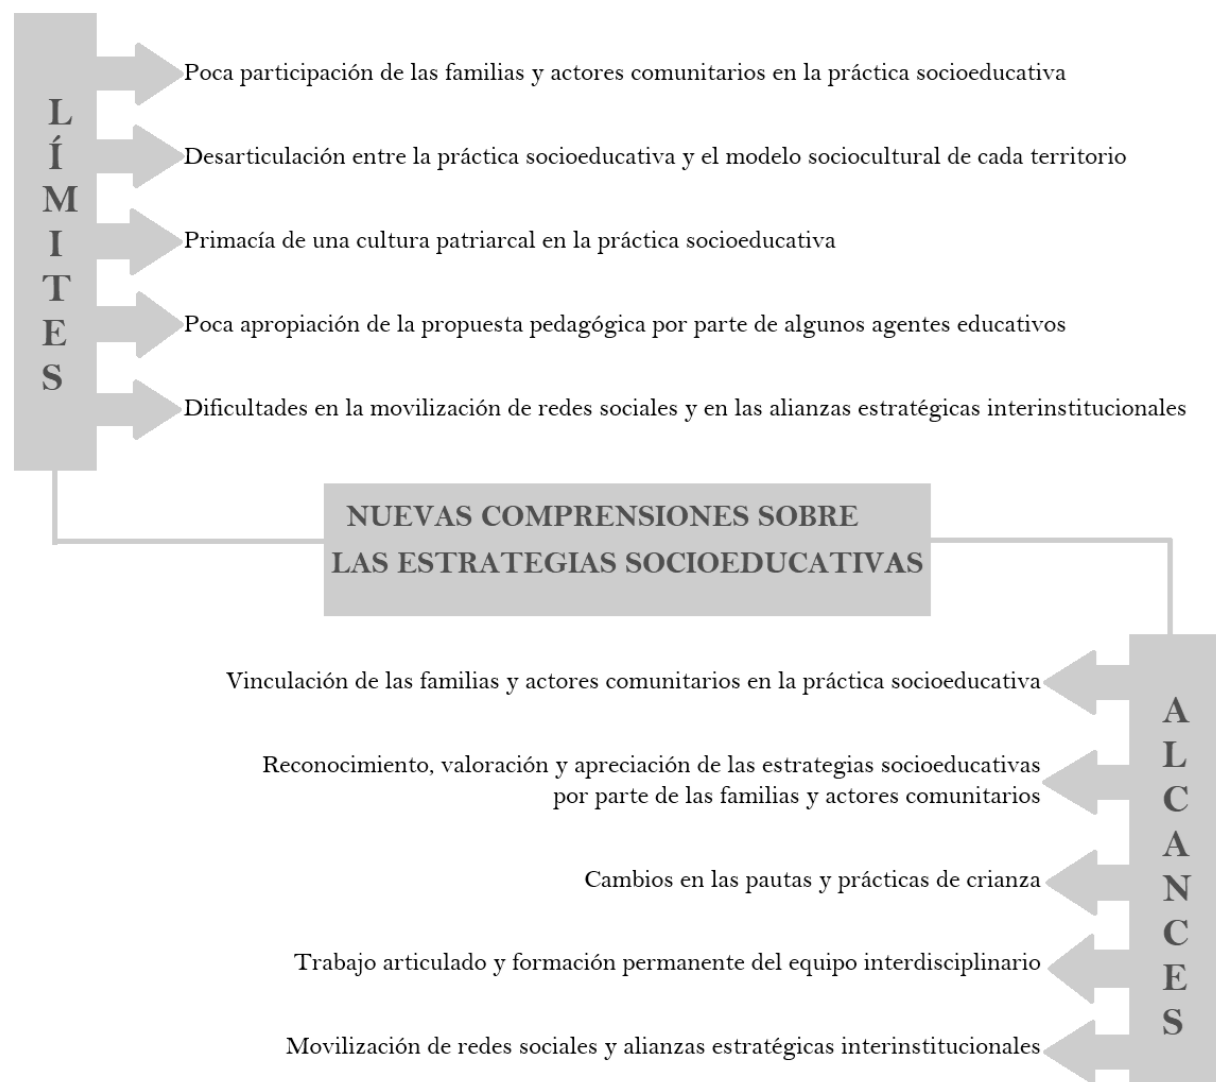 LÍMITES
Poca participación de las familias y actores comunitarios en la práctica socioeducativa
Desarticulación entre la práctica socioeducativa y el modelo sociocultural de cada territorio
Primacía de una cultura patriarcal en la práctica socioeducativa
Poca apropiación de la propuesta pedagógica por parte de algunos agentes educativos
Dificultades en la movilización de redes sociales y en las alianzas estratégicas interinstitucionales
NUEVAS COMPRENSIONES SOBRE
LAS ESTRATEGIAS SOCIOEDUCATIVAS
ALCANCES
Vinculación de las familias y actores comunitarios en la práctica socioeducativa
Reconocimiento, valoración y apreciación de las estrategias socioeducativas
por parte de las familias y actores comunitarios
Cambios en las pautas y prácticas de crianza
Trabajo articulado y formación permanente del equipo interdisciplinario
Movilización de redes sociales y alianzas estratégicas interinstitucionales